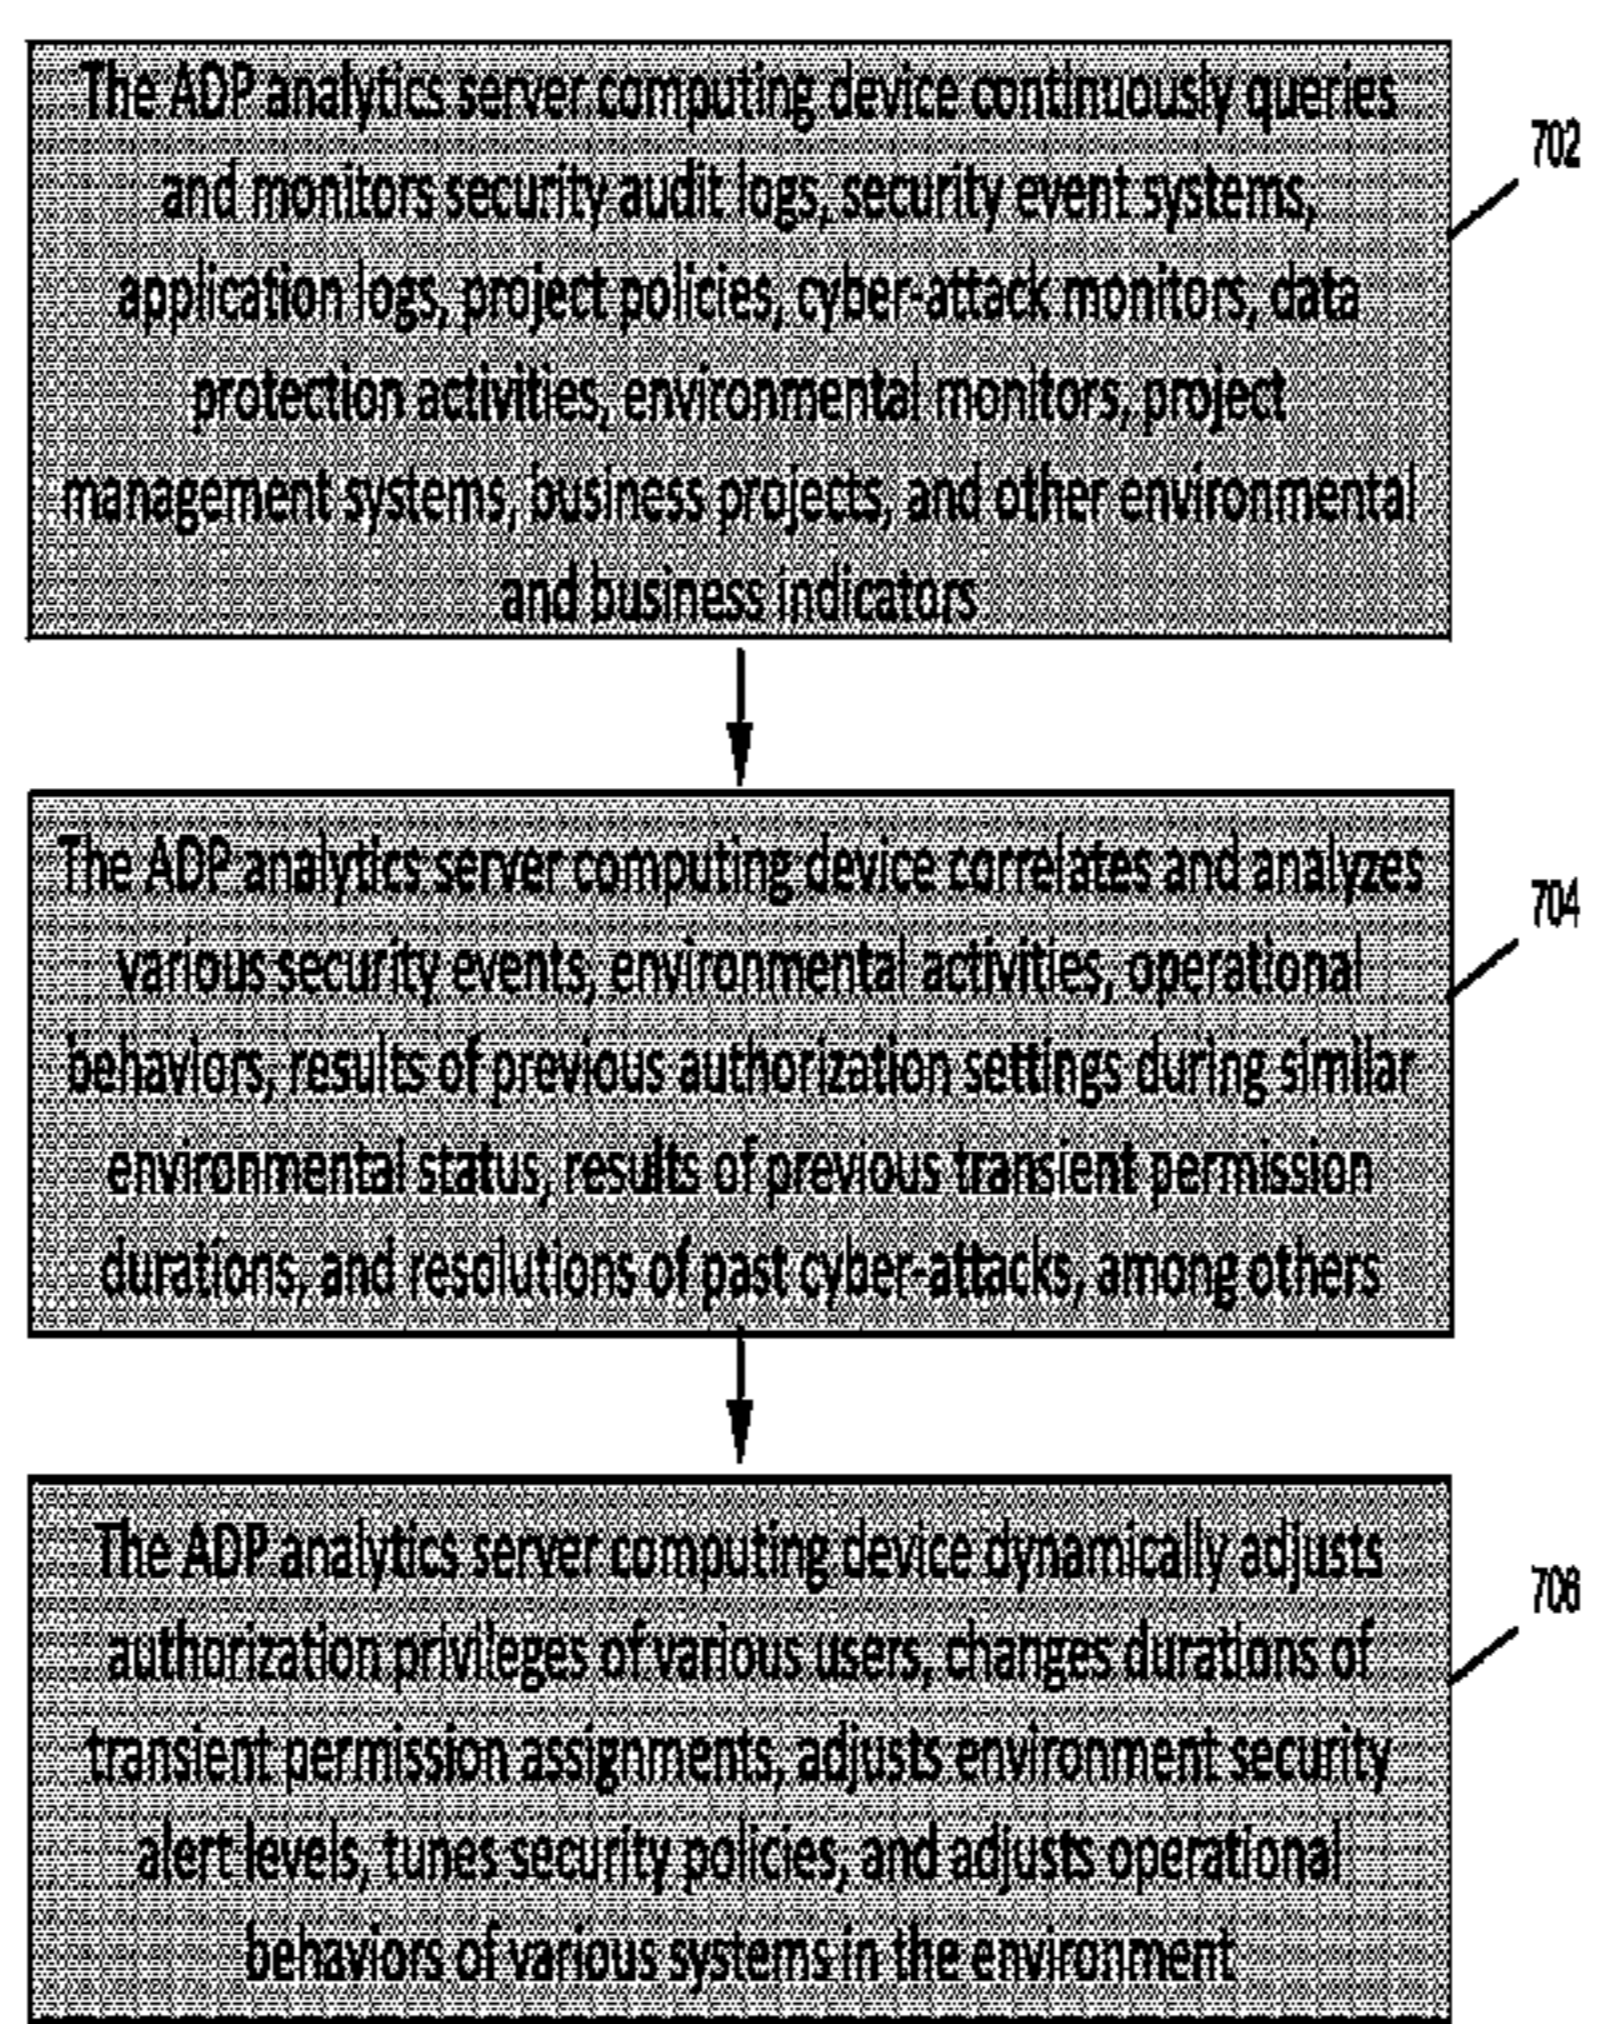 The ADP analytics server computing device continuously queries
and monitors security audit logs, security event systems,
application logs, project policies, cyber-attack monitors, data
protection activities, environmental monitors, project
management systems, business projects, and other environmental
and business indicators
702
The ADP analytics server computing device correlates and analyzes
various security events, environmental activities, operational
behaviors, results of previous authorization settings during similar
environmental status, results of previous transient permission
durations, and resolutions of past cyber-attacks, among others
704
The ADP analytics server computing device dynamically adjusts
authorization privileges of various users, changes durations of
transient permission assignments, adjusts environment security
alert levels, tunes security policies, and adjusts operational
behaviors of various systems in the environment
706